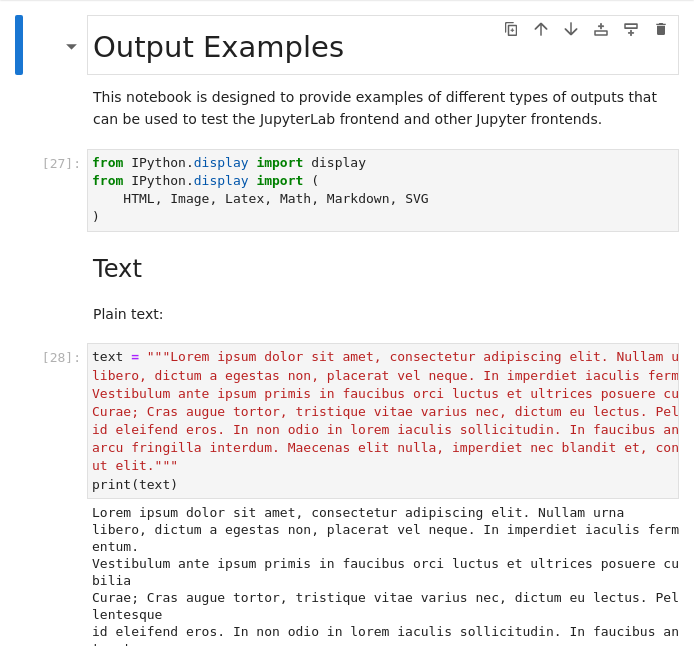 Output Examples
This notebook is designed to provide examples of different types of outputs that
can be used to test the JupyterLab frontend and other Jupyter frontends.
[27]:
from IPython.display import display
from IPython.display import (
    HTML, Image, Latex, Math, Markdown, SVG
)
Text
Plain text:
[28]:
text = """Lorem ipsum dolor sit amet, consectetur adipiscing elit. Nullam u
libero, dictum a egestas non, placerat vel neque. In imperdiet iaculis ferm
Vestibulum ante ipsum primis in faucibus orci luctus et ultrices posuere cu
Curae; Cras augue tortor, tristique vitae varius nec, dictum eu lectus. Pel
id eleifend eros. In non odio in lorem iaculis sollicitudin. In faucibus an
arcu fringilla interdum. Maecenas elit nulla, imperdiet nec blandit et, con
ut elit."""
print(text)
Lorem ipsum dolor sit amet, consectetur adipiscing elit. Nullam urna
libero, dictum a egestas non, placerat vel neque. In imperdiet iaculis ferm
entum.
Vestibulum ante ipsum primis in faucibus orci luctus et ultrices posuere cu
bilia
Curae; Cras augue tortor, tristique vitae varius nec, dictum eu lectus. Pel
lentesque
id eleifend eros. In non odio in lorem iaculis sollicitudin. In faucibus an